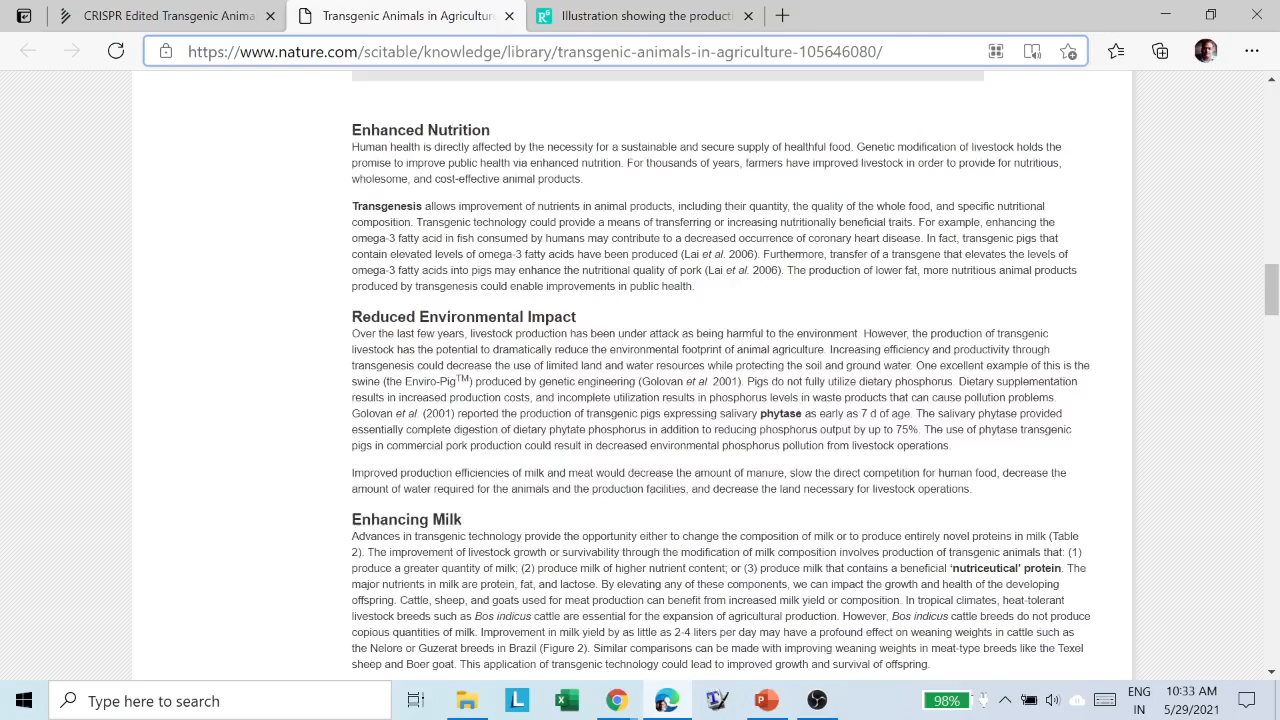 CRISPR Edited Tiny Animal
Transgenic Animals in Agriculture
Illustration showing the producti
https://www.nature.com/scitable/knowledge/library/transgenic-animals-in-agriculture-105646080/
Enhanced Nutrition
Human health is directly affected by the necessity for a sustainable and secure supply of healthful food. Genetic modification of livestock holds the
promise to improve public health via enhanced nutrition. For thousands of years, farmers have improved livestock in order to provide for nutritious,
wholesome, and cost-effective animal products.
Transgenesis allows improvement of nutrients in animal products, including their quantity, the quality of the whole food, and specific nutritional
composition. Transgenic technology could provide a means of transferring or increasing nutritionally beneficial traits. For example, enhancing the
omega-3 fatty acid in fish consumed by humans may contribute to a decreased occurrence of coronary heart disease. In fact, transgenic pigs that
contain elevated levels of omega-3 fatty acids have been produced (Lai et al. 2006). Furthermore, transfer of a transgene that elevates the levels of
omega-3 fatty acids into pigs may enhance the nutritional quality of pork (Lai et al. 2006). The production of lower fat, more nutritious animal products
produced by transgenesis could enable improvements in public health.
Reduced Environmental Impact
Over the last few years, livestock production has been under attack as being harmful to the environment However, the production of transgenic
livestock has the potential to dramatically reduce the environmental footprint of animal agriculture. Increasing efficiency and productivity through
transgenesis could decrease the use of limited land and water resources while protecting the soil and ground water. One excellent example of this is the
swine (the Enviro-PigTM) produced by genetic engineering (Golovan et al 2001). Pigs do not fully utilize dietary phosphorus. Dietary supplementation
results in increased production costs, and incomplete utilization results in phosphorus levels in waste products that can cause pollution problems.
Golovan et al. (2001) reported the production of transgenic pigs expressing salivary phytase as early as 7 d of age. The salivary phytase provided
essentially complete digestion of dietary phytate phosphorus in addition to reducing phosphorus output by up to 75%. The use of phytase transgenic
pigs in commercial pork production could result in decreased environmental phosphorus pollution from livestock operations.
Improved production efficiencies of milk and meat would decrease the amount of manure, slow the direct competition for human food, decrease the
amount of water required for the animals and the production facilities, and decrease the land necessary for livestock operations.
Enhancing Milk
Advances in transgenic technology provide the opportunity either to change the composition of milk or to produce entirely novel proteins in milk (Table
2). The improvement of livestock growth or survivability through the modification of milk composition involves production of transgenic animals that: (1)
produce a greater quantity of milk; (2) produce milk of higher nutrient content; or (3) produce milk that contains a beneficial ‘nutriceutical’ protein. The
major nutrients in milk are protein, fat, and lactose. By elevating any of these components, we can impact the growth and health of the developing
offspring. Cattle, sheep, and goats used for meat production can benefit from increased milk yield or composition. In tropical climates, heat-tolerant
livestock breeds such as Bos indicus cattle are essential for the expansion of agricultural production. However, Bos indicus cattle breeds do not produce
copious quantities of milk. Improvement in milk yield by as little as 2-4 liters per day may have a profound effect on weaning weights in cattle such as
the Nelore or Guzerat breeds in Brazil (Figure 2). Similar comparisons can be made with improving weaning weights in meat-type breeds like the Texel
sheep and Boer goat. This application of transgenic technology could lead to improved growth and survival of offspring.
Type here to search
98%
ENG
IN
10:33 AM
5/29/2021